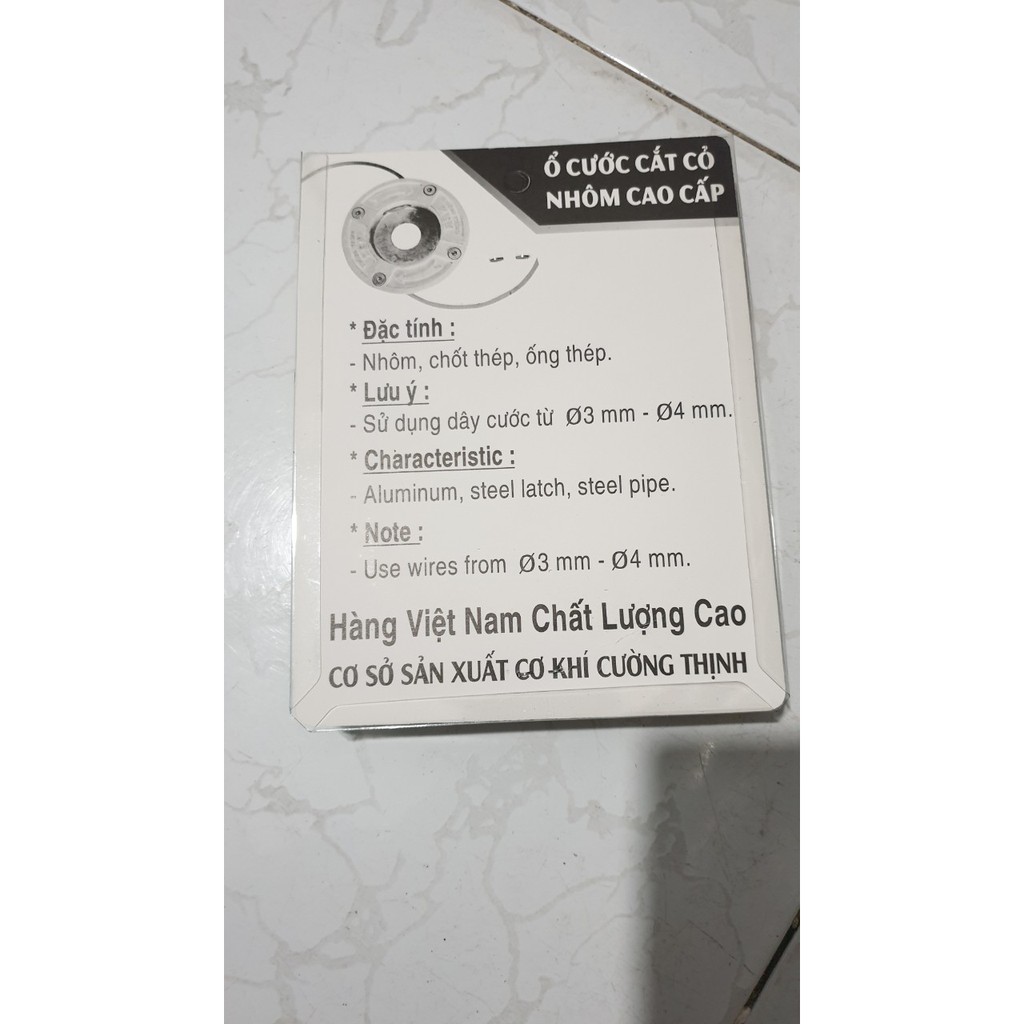 Ổ CƯỚC CẮT CỎ
NHÔM CAO CẤP
* Đặc tính :
- Nhôm, chốt thép, ống thép.
* Lưu ý :
- Sử dụng dây cước từ Ø3 mm - Ø4 mm.
* Characteristic :
- Aluminum, steel latch, steel pipe.
* Note :
- Use wires from Ø3 mm - Ø4 mm.
Hàng Việt Nam Chất Lượng Cao
CƠ SỞ SẢN XUẤT CƠ KHÍ CƯỜNG THỊNH